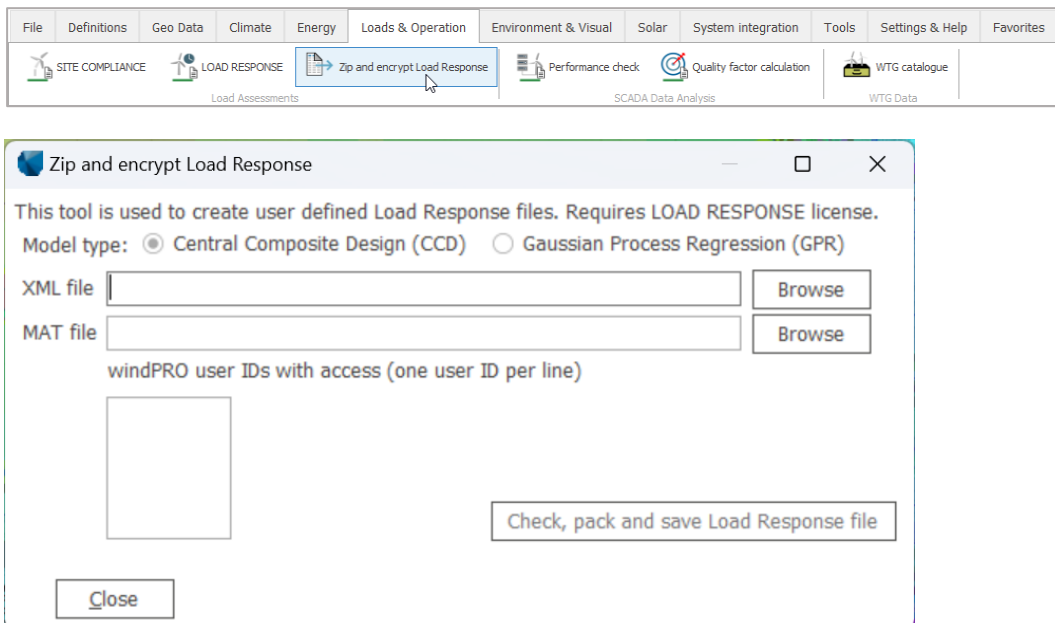 File Definitions Geo Data Climate Energy Loads & Operation Environment & Visual Solar System integration Tools Settings & Help Favorites
SITE COMPLIANCE LOAD RESPONSE Zip and encrypt Load Response Performance check Quality factor calculation WTG catalogue
Load Assessments SCADA Data Analysis WTG Data
Zip and encrypt Load Response
This tool is used to create user defined Load Response files. Requires LOAD RESPONSE license.
Model type: Central Composite Design (CCD) Gaussian Process Regression (GPR)
XML file Browse
MAT file Browse
windPRO user IDs with access (one user ID per line)
Check, pack and save Load Response file
Close